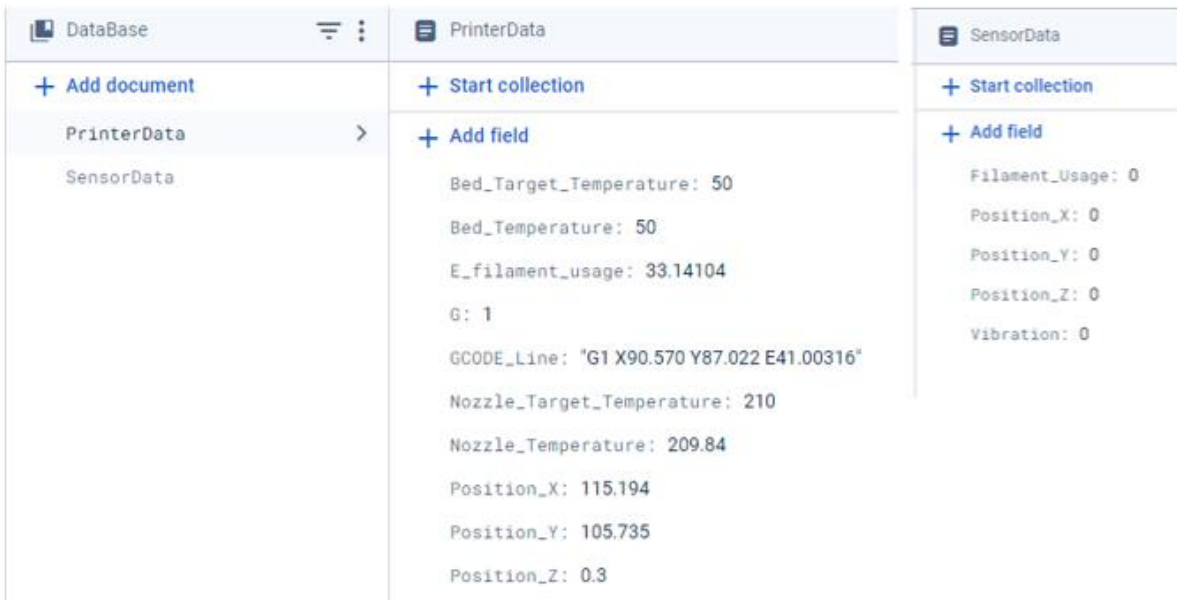 DataBase
+ Add document
PrinterData
SensorData
PrinterData
+ Start collection
+ Add field
Bed_Target_Temperature: 50
Bed_Temperature: 50
E_filament_usage: 33.14104
G: 1
GCODE_Line: "G1 X90.570 Y87.022 E41.00316"
Nozzle_Target_Temperature: 210
Nozzle_Temperature: 209.84
Position_X: 115.194
Position_Y: 105.735
Position_Z: 0.3
SensorData
+ Start collection
+ Add field
Filament_Usage: 0
Position_X: 0
Position_Y: 0
Position_Z: 0
Vibration: 0